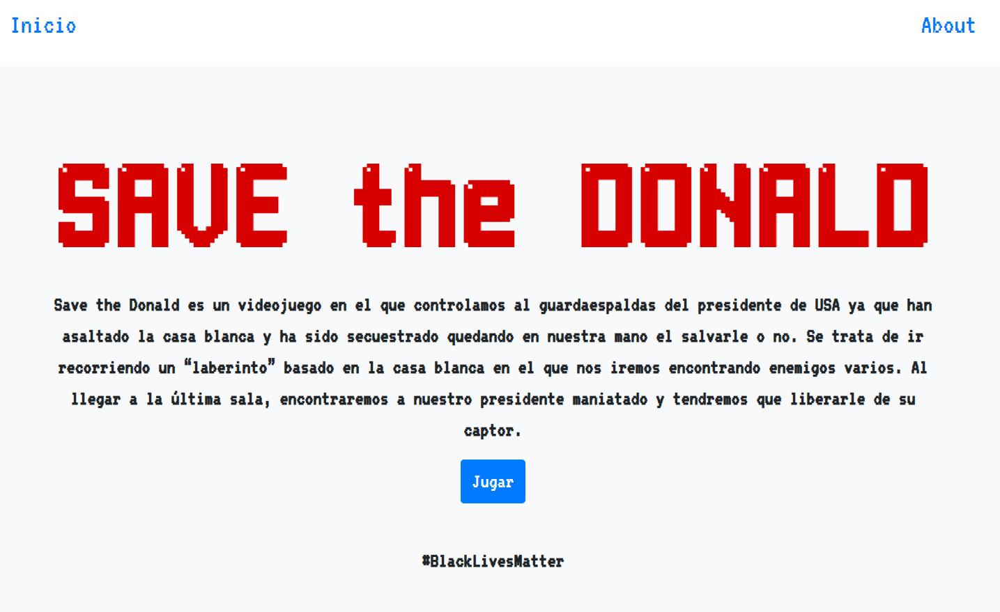 Inicio
About
SAVE the DONALD
Save the Donald es un videojuego en el que controlamos al guardaespaldas del presidente de USA ya que han
asaltado la casa blanca y ha sido secuestrado quedando en nuestra mano el salvarle o no. Se trata de ir
recorriendo un “laberinto” basado en la casa blanca en el que nos iremos encontrando enemigos varios. Al
llegar a la última sala, encontraremos a nuestro presidente maniatado y tendremos que liberarle de su
captor.
Jugar
#BlackLivesMatter